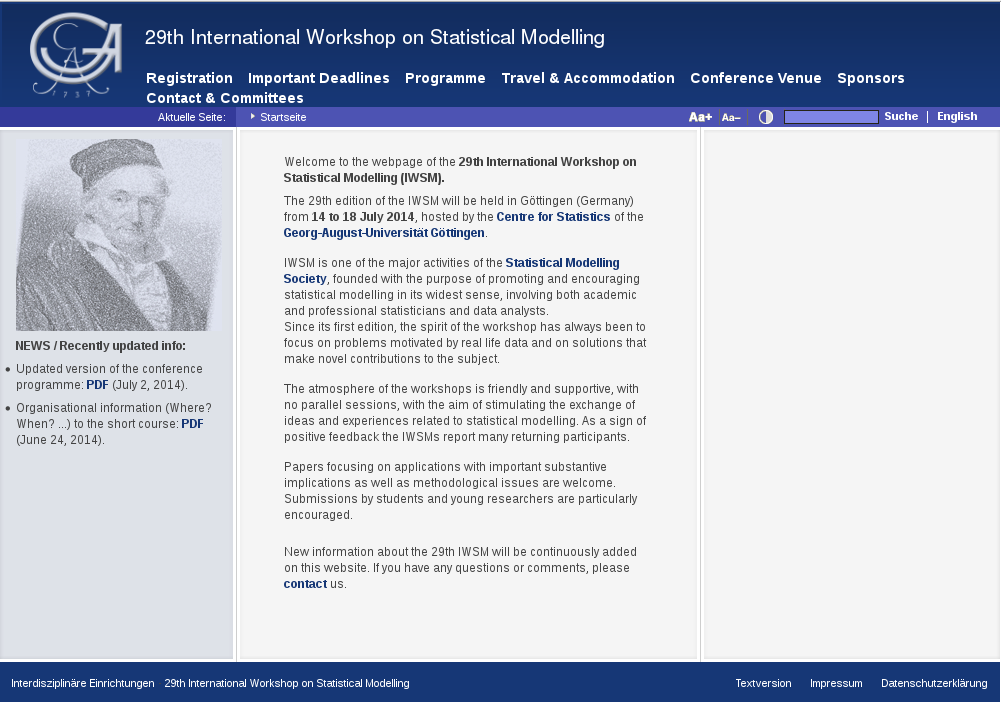 29th International Workshop on Statistical Modelling
Registration Important Deadlines Programme Travel & Accommodation Conference Venue Sponsors
Contact & Committees
Aktuelle Seite: Startseite Aa+ Aa– Suche | English
1737
NEWS / Recently updated info:
• Updated version of the conference
programme: PDF (July 2, 2014).
• Organisational information (Where?
When? ...) to the short course: PDF
(June 24, 2014).
Welcome to the webpage of the 29th International Workshop on
Statistical Modelling (IWSM).
The 29th edition of the IWSM will be held in Göttingen (Germany)
from 14 to 18 July 2014, hosted by the Centre for Statistics of the
Georg-August-Universität Göttingen.
IWSM is one of the major activities of the Statistical Modelling
Society, founded with the purpose of promoting and encouraging
statistical modelling in its widest sense, involving both academic
and professional statisticians and data analysts.
Since its first edition, the spirit of the workshop has always been to
focus on problems motivated by real life data and on solutions that
make novel contributions to the subject.
The atmosphere of the workshops is friendly and supportive, with
no parallel sessions, with the aim of stimulating the exchange of
ideas and experiences related to statistical modelling. As a sign of
positive feedback the IWSMs report many returning participants.
Papers focusing on applications with important substantive
implications as well as methodological issues are welcome.
Submissions by students and young researchers are particularly
encouraged.
New information about the 29th IWSM will be continuously added
on this website. If you have any questions or comments, please
contact us.
Interdisziplinäre Einrichtungen 29th International Workshop on Statistical Modelling Textversion Impressum Datenschutzerklärung